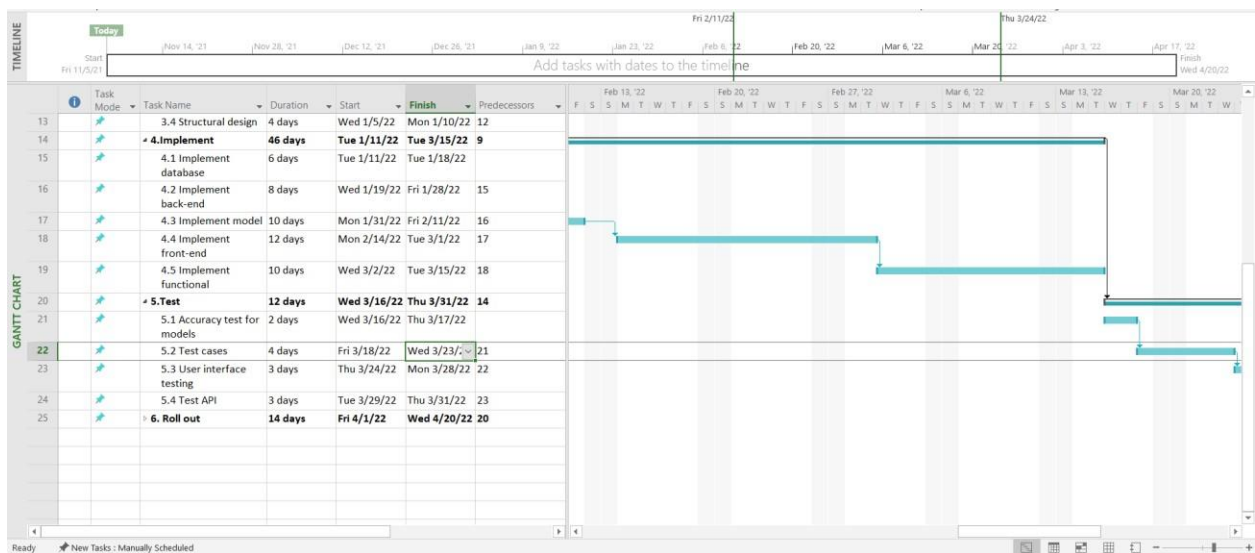 TIMELINE
Fri 2/11/22 Thu 3/24/22
Today
Nov 14, '21 Nov 28, '21 Dec 12, '21 Dec 26, '21 Jan 9, '22 Jan 23, '22 Feb 6, '22 Feb 20, '22 Mar 6, '22 Mar 20, '22 Apr 3, '22 Apr 17, '22
Start
Fri 11/5/21
Add tasks with dates to the timeline
Finish
Wed 4/20/22
GANTT CHART
Task
Mode Task Name Duration Start Finish Predecessors
Feb 13, '22 Feb 20, '22 Feb 27, '22 Mar 6, '22 Mar 13, '22 Mar 20, '22
F S S M T W T F S S M T W T F S S M T W T F S S M T W T F S S M T W T F S S M T W
13 3.4 Structural design 4 days Wed 1/5/22 Mon 1/10/22 12
14 4.Implement 46 days Tue 1/11/22 Tue 3/15/22 9
15 4.1 Implement 6 days Tue 1/11/22 Tue 1/18/22
database
16 4.2 Implement 8 days Wed 1/19/22 Fri 1/28/22 15
back-end
17 4.3 Implement model 10 days Mon 1/31/22 Fri 2/11/22 16
18 4.4 Implement 12 days Mon 2/14/22 Tue 3/1/22 17
front-end
19 4.5 Implement 10 days Wed 3/2/22 Tue 3/15/22 18
functional
20 5.Test 12 days Wed 3/16/22 Thu 3/31/22 14
21 5.1 Accuracy test for 2 days Wed 3/16/22 Thu 3/17/22
models
22 5.2 Test cases 4 days Fri 3/18/22 Wed 3/23/ 21
23 5.3 User interface 3 days Thu 3/24/22 Mon 3/28/22 22
testing
24 5.4 Test API 3 days Tue 3/29/22 Thu 3/31/22 23
25 6. Roll out 14 days Fri 4/1/22 Wed 4/20/22 20
Ready New Tasks : Manually Scheduled